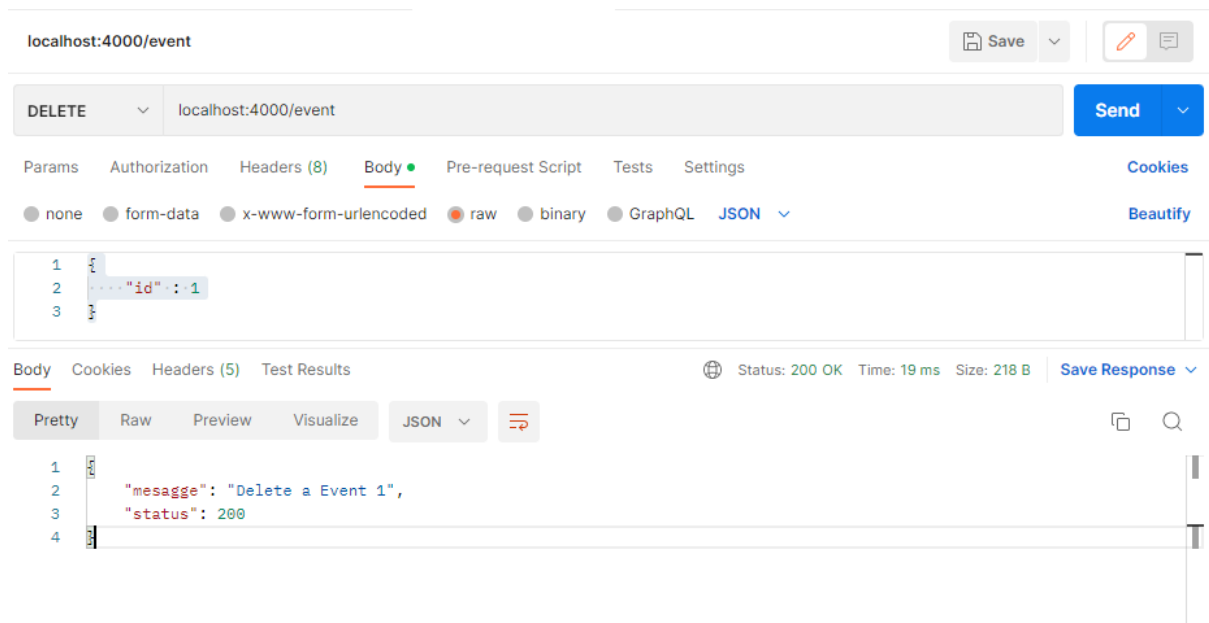 localhost:4000/event Save
DELETE localhost:4000/event Send
Params Authorization Headers (8) Body Pre-request Script Tests Settings Cookies
none form-data x-www-form-urlencoded raw binary GraphQL JSON Beautify
1 {
2 "id" : 1
3 }
Body Cookies Headers (5) Test Results Status: 200 OK Time: 19 ms Size: 218 B Save Response
Pretty Raw Preview Visualize JSON
1 {
2 "mesagge": "Delete a Event 1",
3 "status": 200
4 }